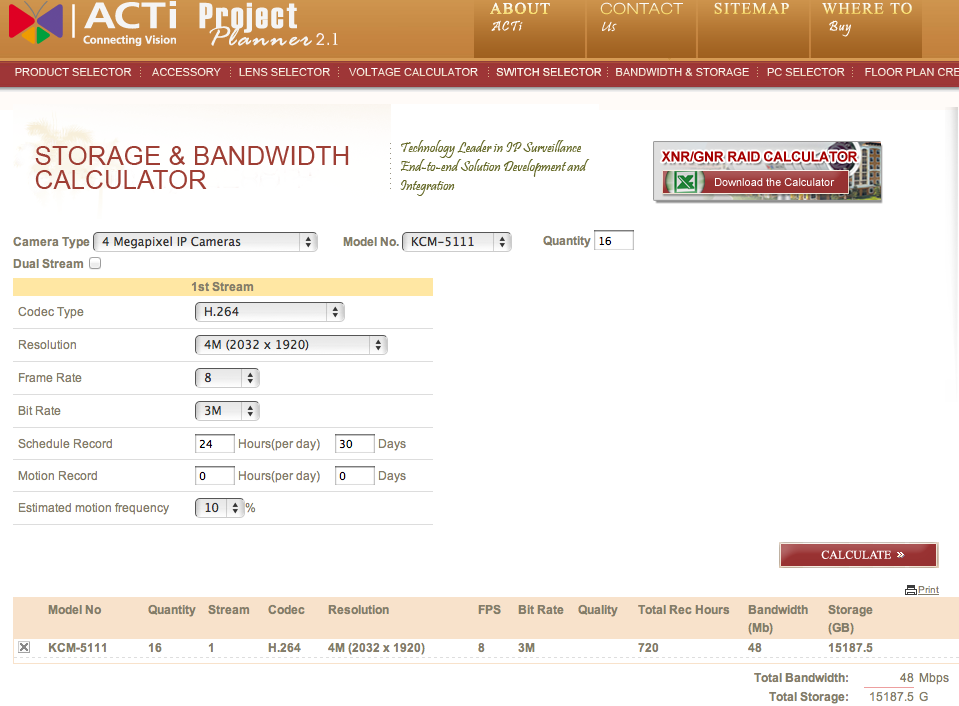 ACTi Connecting Vision
Project Planner 2.1
ABOUT ACTi
CONTACT Us
SITEMAP
WHERE TO Buy
PRODUCT SELECTOR ACCESSORY LENS SELECTOR VOLTAGE CALCULATOR SWITCH SELECTOR BANDWIDTH & STORAGE PC SELECTOR FLOOR PLAN CRE
STORAGE & BANDWIDTH
CALCULATOR
Technology Leader in IP Surveillance
End-to-end Solution Development and
Integration
XNR/GNR RAID CALCULATOR
Download the Calculator
Camera Type 4 Megapixel IP Cameras Model No. KCM-5111 Quantity 16
Dual Stream
1st Stream
Codec Type H.264
Resolution 4M (2032 x 1920)
Frame Rate 8
Bit Rate 3M
Schedule Record 24 Hours(per day) 30 Days
Motion Record 0 Hours(per day) 0 Days
Estimated motion frequency 10 %
CALCULATE »
Print
Model No Quantity Stream Codec Resolution FPS Bit Rate Quality Total Rec Hours Bandwidth Storage
(Mb) (GB)
KCM-5111 16 1 H.264 4M (2032 x 1920) 8 3M 720 48 15187.5
Total Bandwidth: 48 Mbps
Total Storage: 15187.5 G